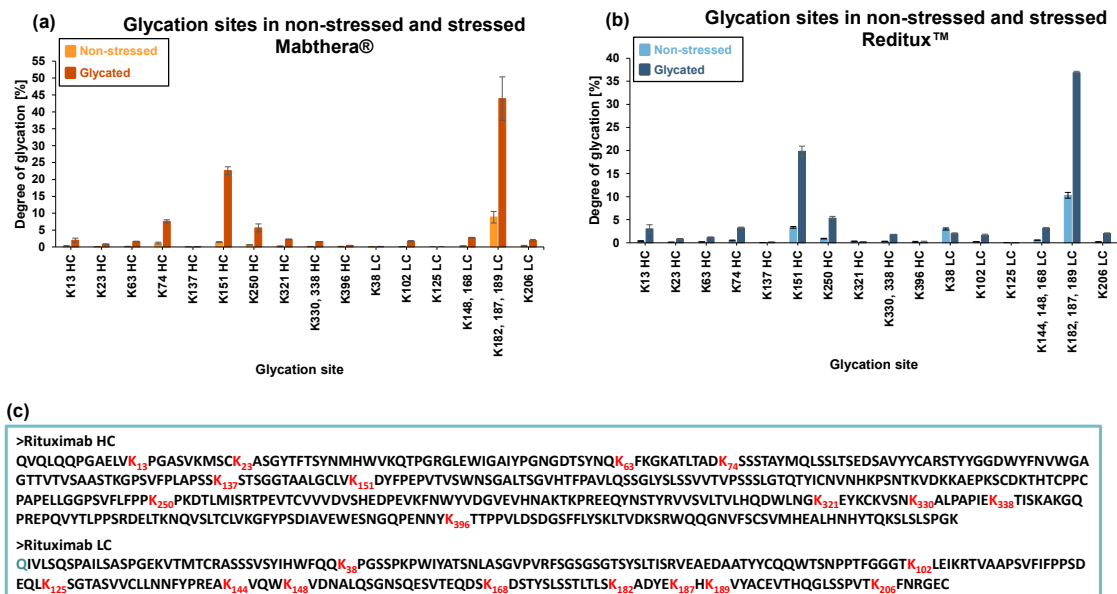 (a)
Glycation sites in non-stressed and stressed
Mabthera®
Non-stressed
Glycated
Degree of glycation [%]
55
50
45
40
35
30
25
20
15
10
5
0
K13 HC
K23 HC
K63 HC
K74 HC
K137 HC
K151 HC
K250 HC
K321 HC
K330, 338 HC
K396 HC
K38 LC
K102 LC
K125 LC
K148, 168 LC
K182, 187, 189 LC
K206 LC
Glycation site
(b)
Glycation sites in non-stressed and stressed
Reditux™
Non-stressed
Glycated
Degree of glycation [%]
40
35
30
25
20
15
10
5
0
K13 HC
K23 HC
K63 HC
K74 HC
K137 HC
K151 HC
K250 HC
K321 HC
K330, 338 HC
K396 HC
K38 LC
K102 LC
K125 LC
K144, 148, 168 LC
K182, 187, 189 LC
K206 LC
Glycation site
(c)
>Rituximab HC
QVQLQQPGAELVK13PGASVKMSCK23ASGYTFTSYNMHWVKQTPGRGLEWIGAIYPGNGDTSYNQK63FKGKATLTADK74SSSTAYMQLSSLTSEDSAVYYCARSTYYGGDWYFNVWGA
GTTVTVSAASTKGPSVFPLAPSSK137STSGGTAALGCLVK151DYFPEPVTVSWNSGALTSGVHTFPAVLQSSGLYSLSSVVTVPSSSLGTQTYICNVNHKPSNTKVDKKAEPKSCDKTHTCPPC
PAPELLGGPSVFLFPPK250PKDTLMISRTPEVTCVVVDVSHEDPEVKFNWYVDGVEVHNAKTKPREEQYNSTYRVVSVLTVLHQDWLNGK321EYKCKVSNK330ALPAPIEK338TISKAKGQ
PREPQVYTLPPSRDELTKNQVSLTCLVKGFYPSDIAVEWESNGQPENNYK396TTPPVLDSDGSFFLYSKLTVDKSRWQQGNVFSCSVMHEALHNHYTQKSLSLSPGK
>Rituximab LC
QIVLSQSPAILSASPGEKVTMTCRASSSVSYIHWFQQK38PGSSPKPWIYATSNLASGVPVRFSGSGSGTSYSLTISRVEAEDAATYYCQQWTSNPPTFGGGTK102LEIKRTVAAPSVFIFPPSD
EQLK125SGTASVVCLLNNFYPREAK144VQWK148VDNALQSGNSQESVTEQDSK168DSTYSLSSTLTLSK182ADYEK187HK189VYACEVTHQGLSSPVTK206FNRGEC